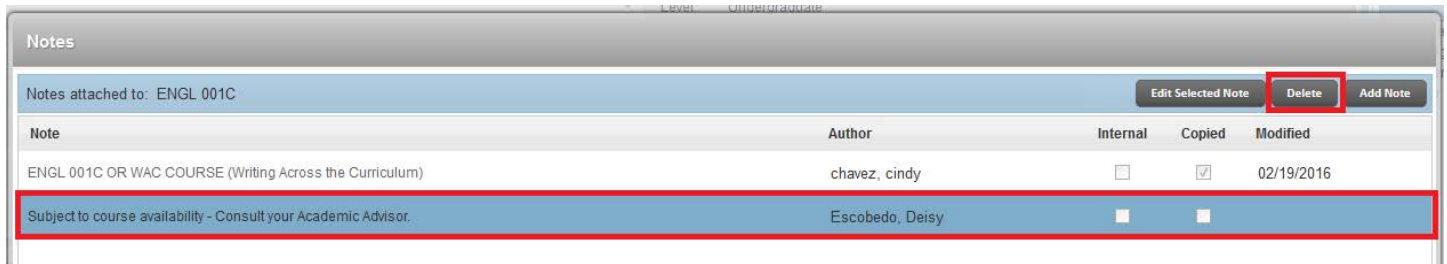 Level Undergraduate
Notes
Notes attached to: ENGL 001C Edit Selected Note Delete Add Note
Note Author Internal Copied Modified
ENGL 001C OR WAC COURSE (Writing Across the Curriculum) chavez, cindy 02/19/2016
Subject to course availability - Consult your Academic Advisor. Escobedo, Deisy